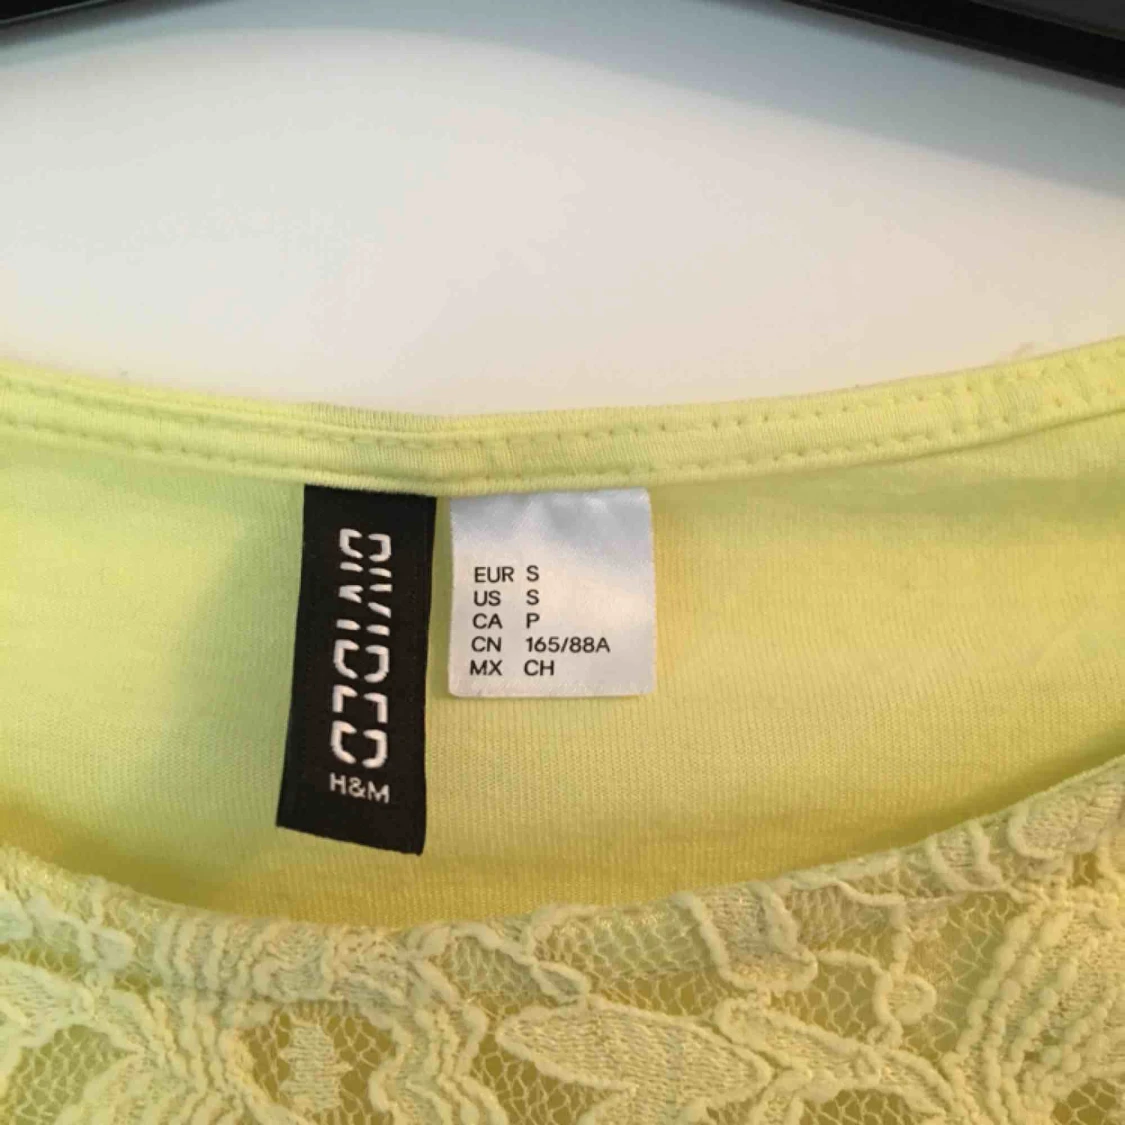 DIVIDED
H&M
EUR S
US S
CA P
CN 165/88A
MX CH